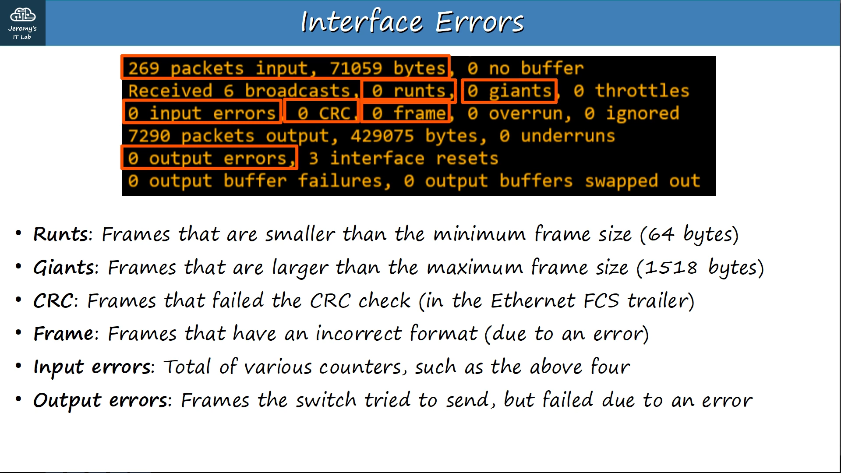 Jeremy's
IT Lab
Interface Errors
269 packets input, 71059 bytes, 0 no buffer
Received 6 broadcasts, 0 runts, 0 giants, 0 throttles
0 input errors, 0 CRC, 0 frame, 0 overrun, 0 ignored
7290 packets output, 429075 bytes, 0 underruns
0 output errors, 3 interface resets
0 output buffer failures, 0 output buffers swapped out
• Runts: Frames that are smaller than the minimum frame size (64 bytes)
• Giants: Frames that are larger than the maximum frame size (1518 bytes)
• CRC: Frames that failed the CRC check (in the Ethernet FCS trailer)
• Frame: Frames that have an incorrect format (due to an error)
• Input errors: Total of various counters, such as the above four
• Output errors: Frames the switch tried to send, but failed due to an error